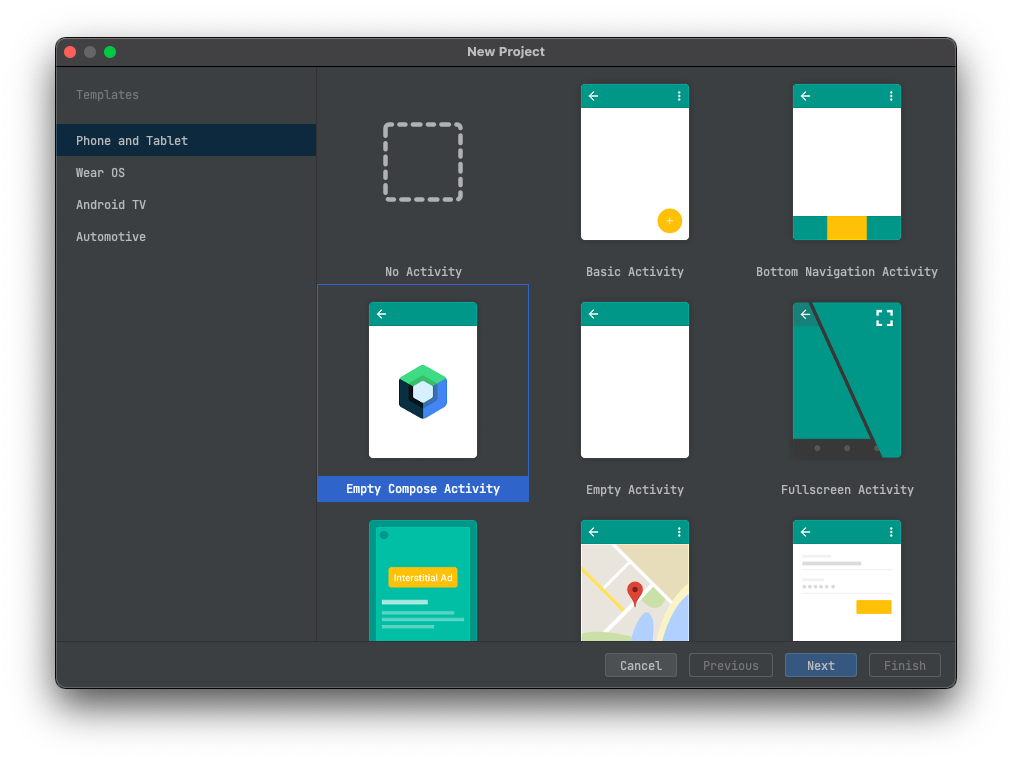 New Project
Templates
Phone and Tablet
Wear OS
Android TV
Automotive
No Activity
Basic Activity
Bottom Navigation Activity
Empty Compose Activity
Empty Activity
Fullscreen Activity
Interstitial Ad
Cancel
Previous
Next
Finish